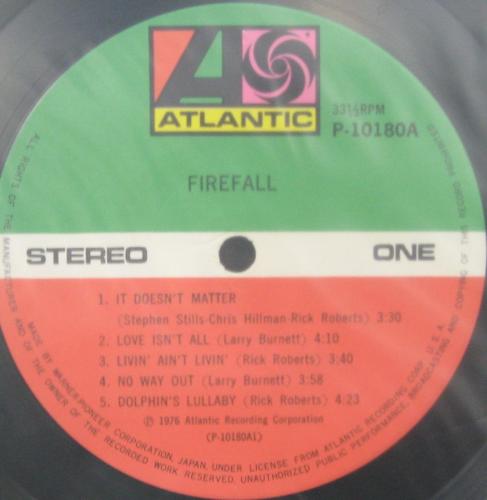 ATLANTIC
33⅓RPM
P-10180A
FIREFALL
STEREO
ONE
1. IT DOESN'T MATTER
(Stephen Stills-Chris Hillman-Rick Roberts) 3:30
2. LOVE ISN'T ALL (Larry Burnett) 4:10
3. LIVIN' AIN'T LIVIN' (Rick Roberts) 3:40
4. NO WAY OUT (Larry Burnett) 3:58
5. DOLPHIN'S LULLABY (Rick Roberts) 4:23
Ⓟ 1976 Atlantic Recording Corporation
(P-10180A1)
MADE BY WARNER-PIONEER CORPORATION, JAPAN, UNDER LICENSE FROM ATLANTIC RECORDING CORP. U.S.A.
ALL RIGHTS OF THE MANUFACTURER AND OF THE OWNER OF THE RECORDED WORK RESERVED. UNAUTHORIZED PUBLIC PERFORMANCE, BROADCASTING AND COPYING OF THIS RECORD PROHIBITED